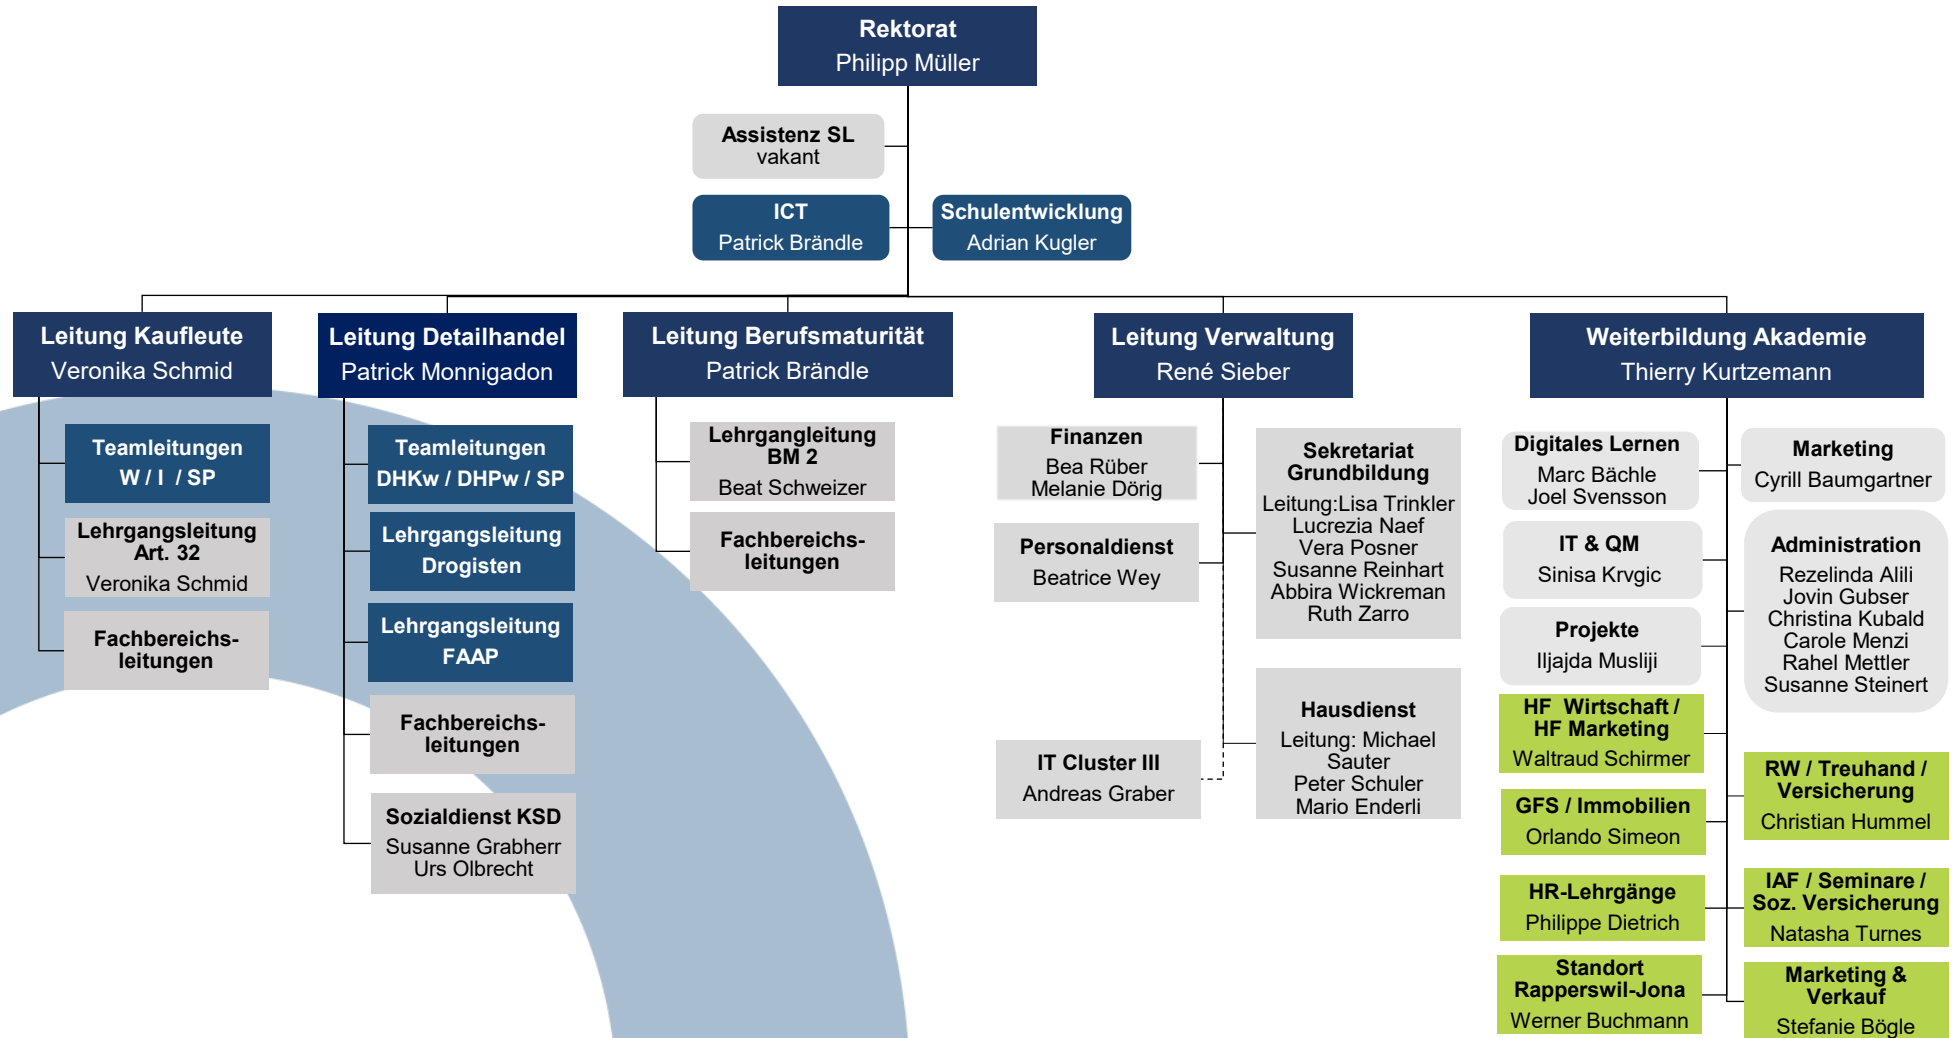 Rektorat
Philipp Müller
Assistenz SL
vakant
ICT
Patrick Brändle
Schulentwicklung
Adrian Kugler
Leitung Kaufleute
Veronika Schmid
Teamleitungen
W / I / SP
Lehrgangsleitung
Art. 32
Veronika Schmid
Fachbereichs-
leitungen
Leitung Detailhandel
Patrick Monnigadon
Teamleitungen
DHKw / DHPw / SP
Lehrgangsleitung
Drogisten
Lehrgangsleitung
FAAP
Fachbereichs-
leitungen
Sozialdienst KSD
Susanne Grabherr
Urs Olbrecht
Leitung Berufsmaturität
Patrick Brändle
Lehrgangleitung
BM 2
Beat Schweizer
Fachbereichs-
leitungen
Leitung Verwaltung
René Sieber
Finanzen
Bea Rüber
Melanie Dörig
Personaldienst
Beatrice Wey
IT Cluster III
Andreas Graber
Sekretariat
Grundbildung
Leitung:Lisa Trinkler
Lucrezia Naef
Vera Posner
Susanne Reinhart
Abbira Wickreman
Ruth Zarro
Hausdienst
Leitung: Michael
Sauter
Peter Schuler
Mario Enderli
Weiterbildung Akademie
Thierry Kurtzemann
Digitales Lernen
Marc Bächle
Joel Svensson
IT & QM
Sinisa Krvgic
Projekte
Iljajda Musliji
HF Wirtschaft /
HF Marketing
Waltraud Schirmer
GFS / Immobilien
Orlando Simeon
HR-Lehrgänge
Philippe Dietrich
Standort
Rapperswil-Jona
Werner Buchmann
Marketing
Cyrill Baumgartner
Administration
Rezelinda Alili
Jovin Gubser
Christina Kubald
Carole Menzi
Rahel Mettler
Susanne Steinert
RW / Treuhand /
Versicherung
Christian Hummel
IAF / Seminare /
Soz. Versicherung
Natasha Turnes
Marketing &
Verkauf
Stefanie Bögle